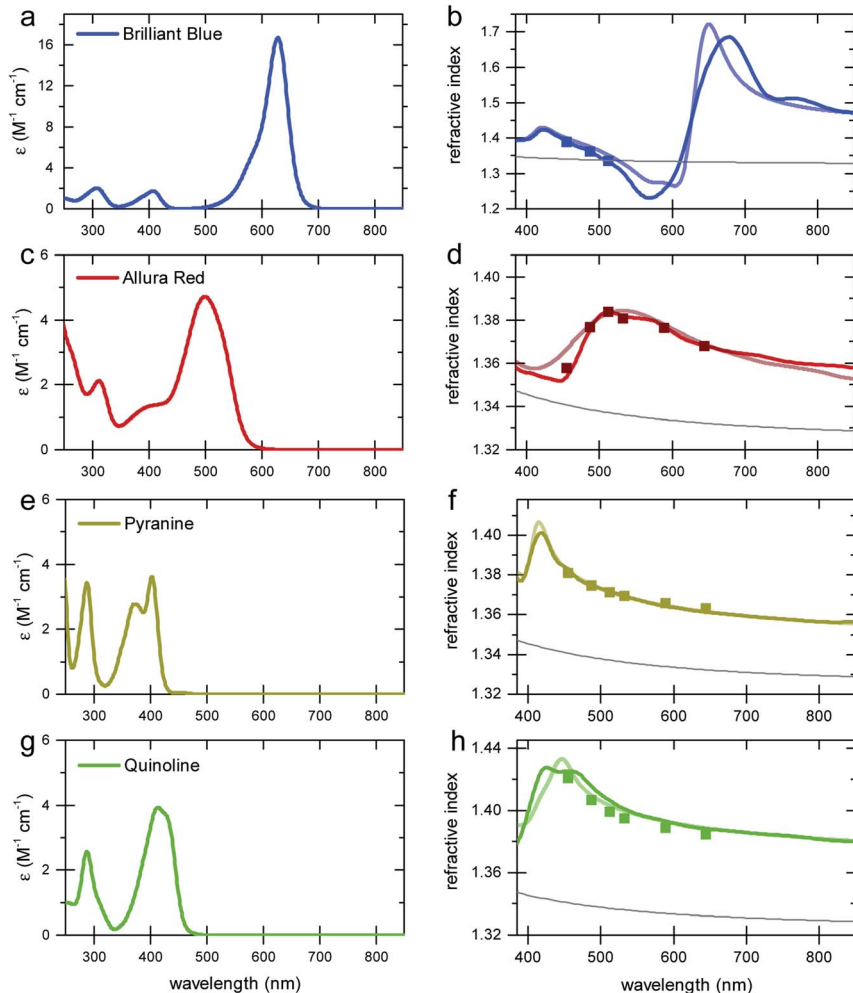 a
Brilliant Blue
16
12
8
4
0
ε (M⁻¹ cm⁻¹)
300 400 500 600 700 800
b
1.7
1.6
1.5
1.4
1.3
1.2
refractive index
400 500 600 700 800
c
Allura Red
6
4
2
0
ε (M⁻¹ cm⁻¹)
300 400 500 600 700 800
d
1.40
1.38
1.36
1.34
1.32
refractive index
400 500 600 700 800
e
Pyranine
6
4
2
0
ε (M⁻¹ cm⁻¹)
300 400 500 600 700 800
f
1.40
1.38
1.36
1.34
1.32
refractive index
400 500 600 700 800
g
Quinoline
6
4
2
0
ε (M⁻¹ cm⁻¹)
300 400 500 600 700 800
wavelength (nm)
h
1.44
1.40
1.36
1.32
refractive index
400 500 600 700 800
wavelength (nm)